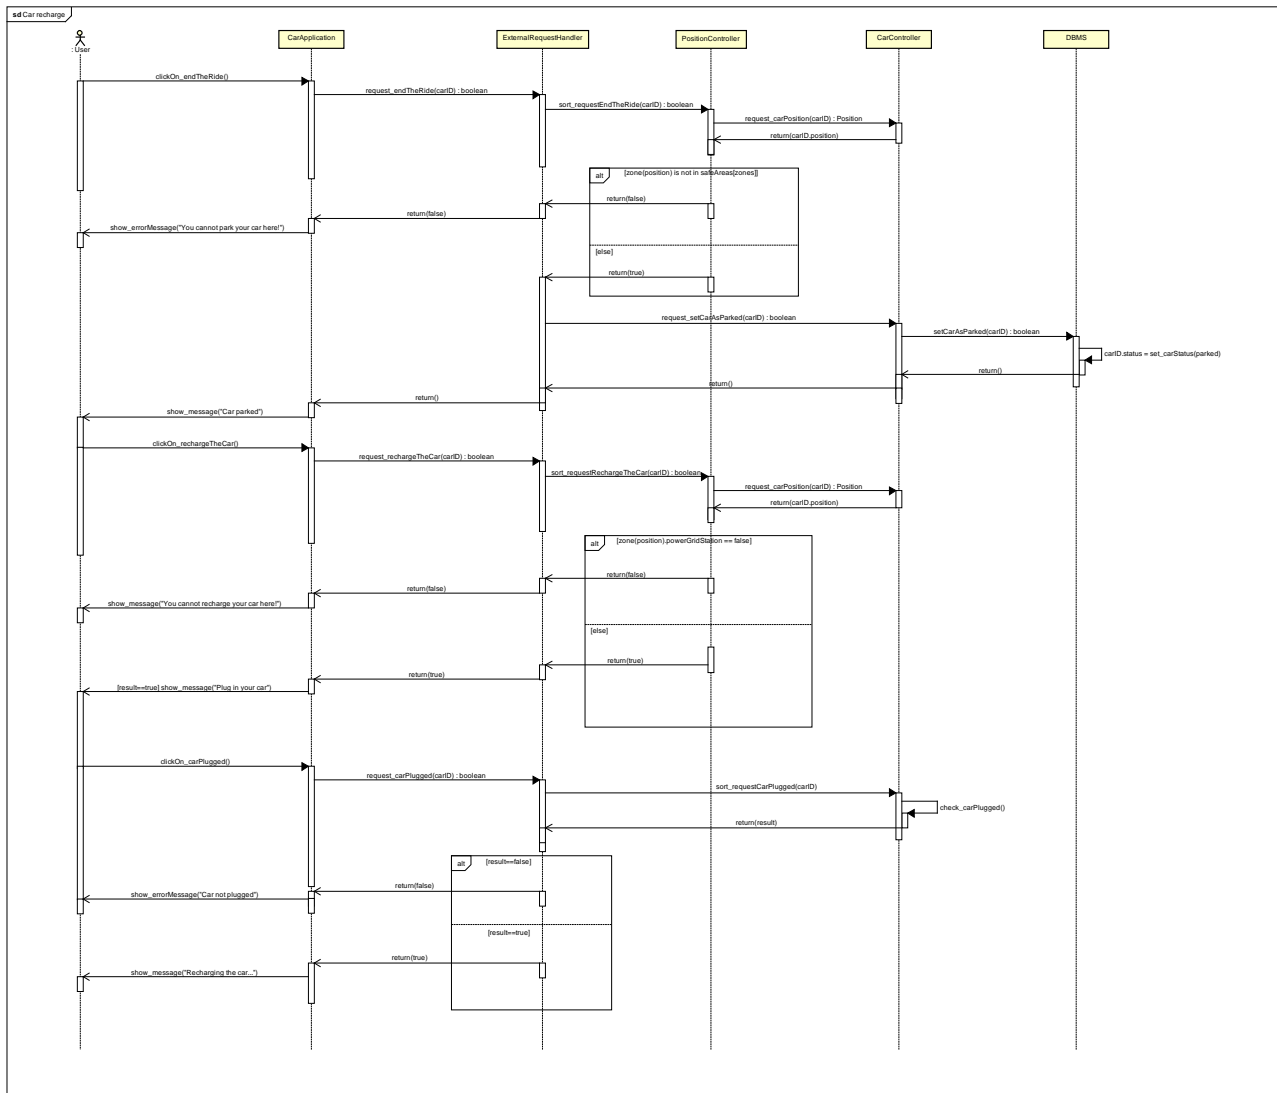 sd Car recharge
: User
CarApplication
ExternalRequestHandler
PositionController
CarController
DBMS
clickOn_endTheRide()
request_endTheRide(carID) : boolean
sort_requestEndTheRide(carID) : boolean
request_carPosition(carID) : Position
return(carID.position)
alt
[zone(position) is not in safeAreas[zones]]
return(false)
return(false)
show_errorMessage("You cannot park your car here!")
[else]
return(true)
request_setCarAsParked(carID) : boolean
setCarAsParked(carID) : boolean
carID.status = set_carStatus(parked)
return()
return()
return()
show_message("Car parked")
clickOn_rechargeTheCar()
request_rechargeTheCar(carID) : boolean
sort_requestRechargeTheCar(carID) : boolean
request_carPosition(carID) : Position
return(carID.position)
alt
[zone(position).powerGridStation == false]
return(false)
return(false)
show_message("You cannot recharge your car here!")
[else]
return(true)
return(true)
[result==true] show_message("Plug in your car")
clickOn_carPlugged()
request_carPlugged(carID) : boolean
sort_requestCarPlugged(carID)
check_carPlugged()
return(result)
alt
[result==false]
return(false)
show_errorMessage("Car not plugged")
[result==true]
return(true)
show_message("Recharging the car...")